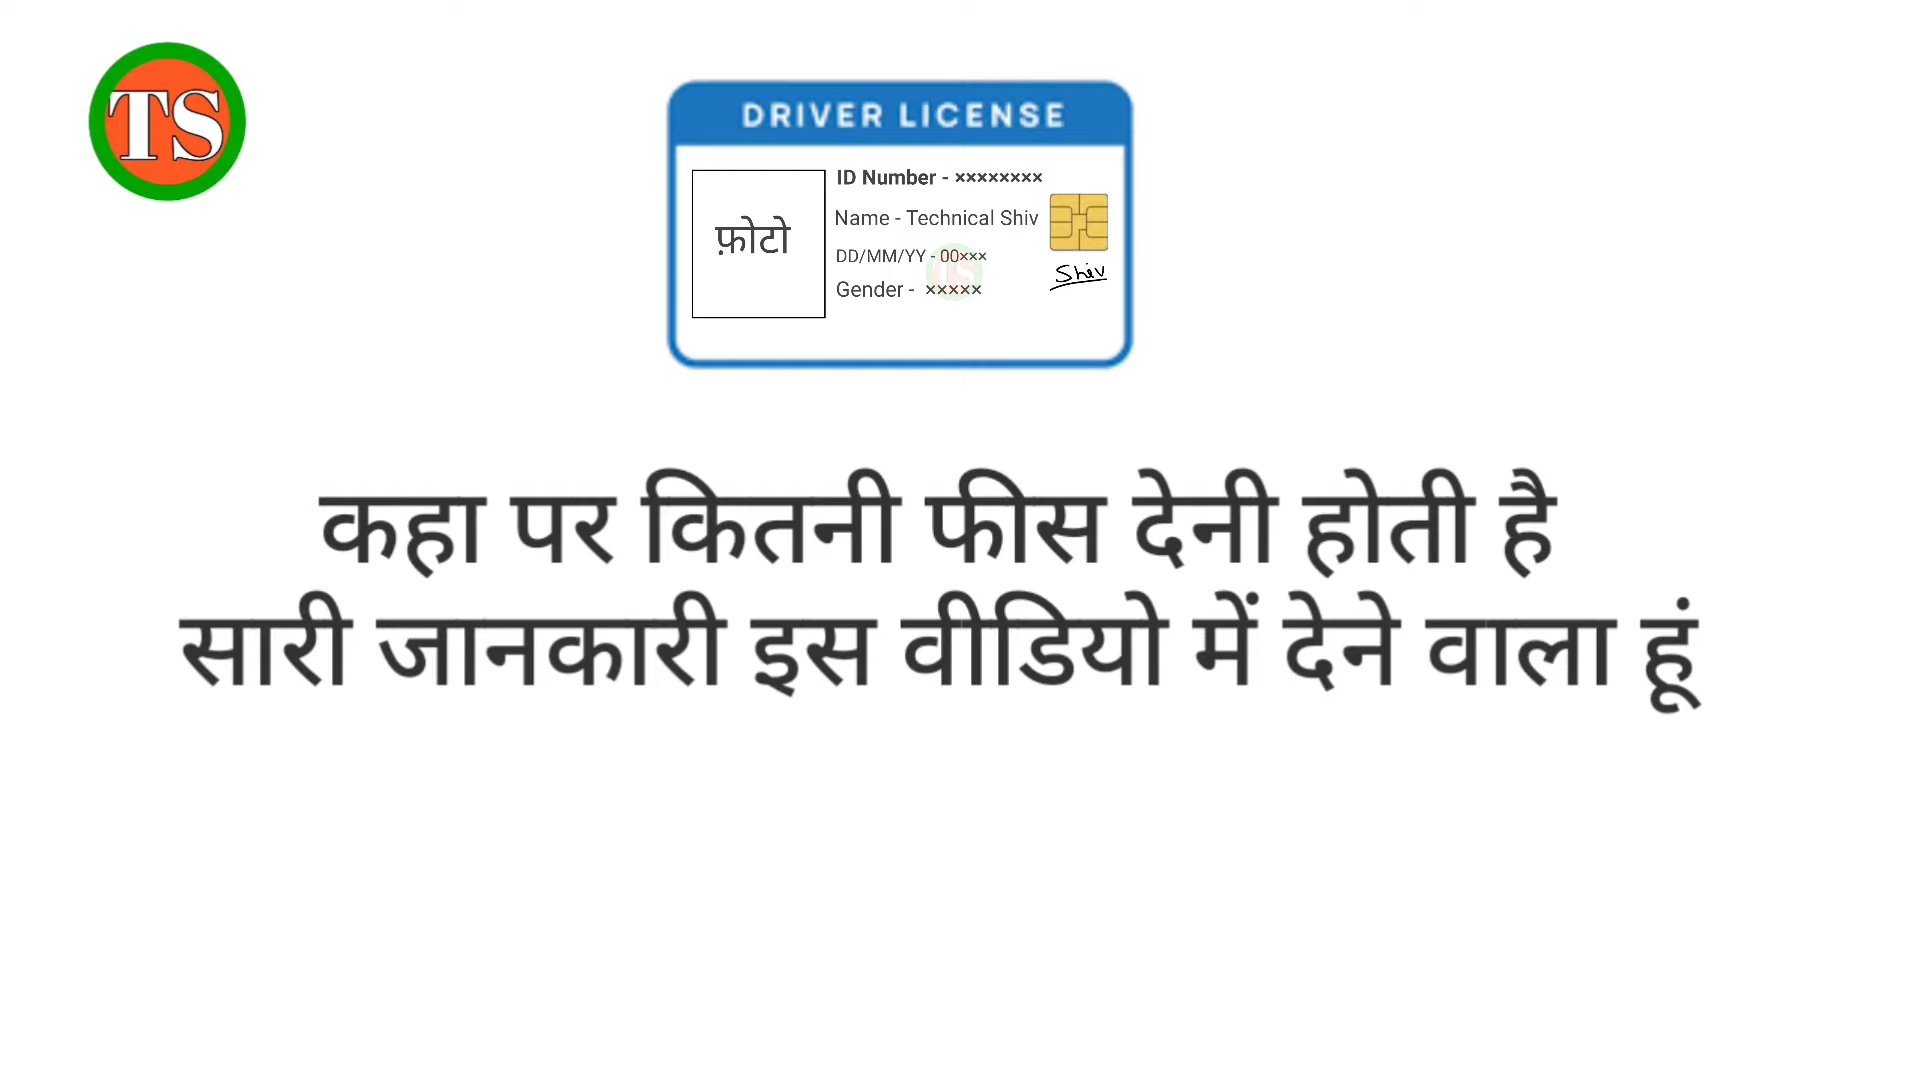 TS
DRIVER LICENSE
फ़ोटो
ID Number - ××××××××
Name - Technical Shiv
DD/MM/YY - 00×××
Gender - ×××××
Shiv
कहा पर कितनी फीस देनी होती है
सारी जानकारी इस वीडियो में देने वाला हूं